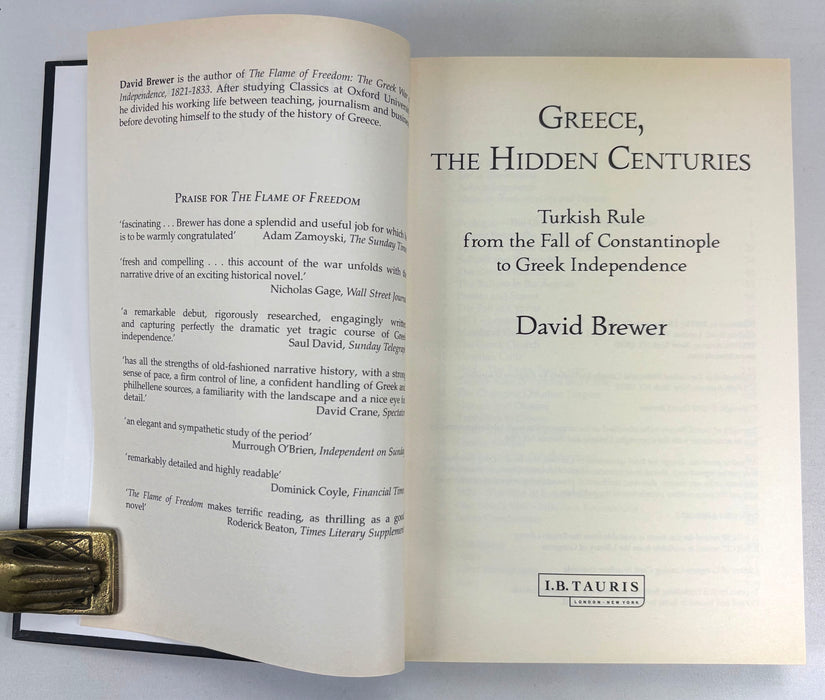 David Brewer is the author of The Flame of Freedom: The Greek War
Independence, 1821-1833. After studying Classics at Oxford
he divided his working life between teaching, journalism and
before devoting himself to the study of the history of Greece.
PRAISE FOR THE FLAME OF FREEDOM
'fascinating . . . Brewer has done a splendid and useful job for which
is to be warmly congratulated' Adam Zamoyski, The Sunday
'fresh and compelling . . . this account of the war unfolds with
narrative drive of an exciting historical novel.'
Nicholas Gage, Wall Street
'a remarkable debut, rigorously researched, engagingly
and capturing perfectly the dramatic yet tragic course of
independence.' Saul David, Sunday
'has all the strengths of old-fashioned narrative history, with a
sense of pace, a firm control of line, a confident handling of Greek
philhellene sources, a familiarity with the landscape and a nice eye
detail.'
David Crane,
'an elegant and sympathetic study of the period'
Murrough O'Brien, Independent on
'remarkably detailed and highly readable'
Dominick Coyle, Financial
'The Flame of Freedom makes terrific reading, as thrilling as a
novel'
Roderick Beaton, Times Literary
GREECE,
THE HIDDEN CENTURIES
Turkish Rule
from the Fall of Constantinople
to Greek Independence
David Brewer
I.B.TAURIS
LONDON · NEW YORK